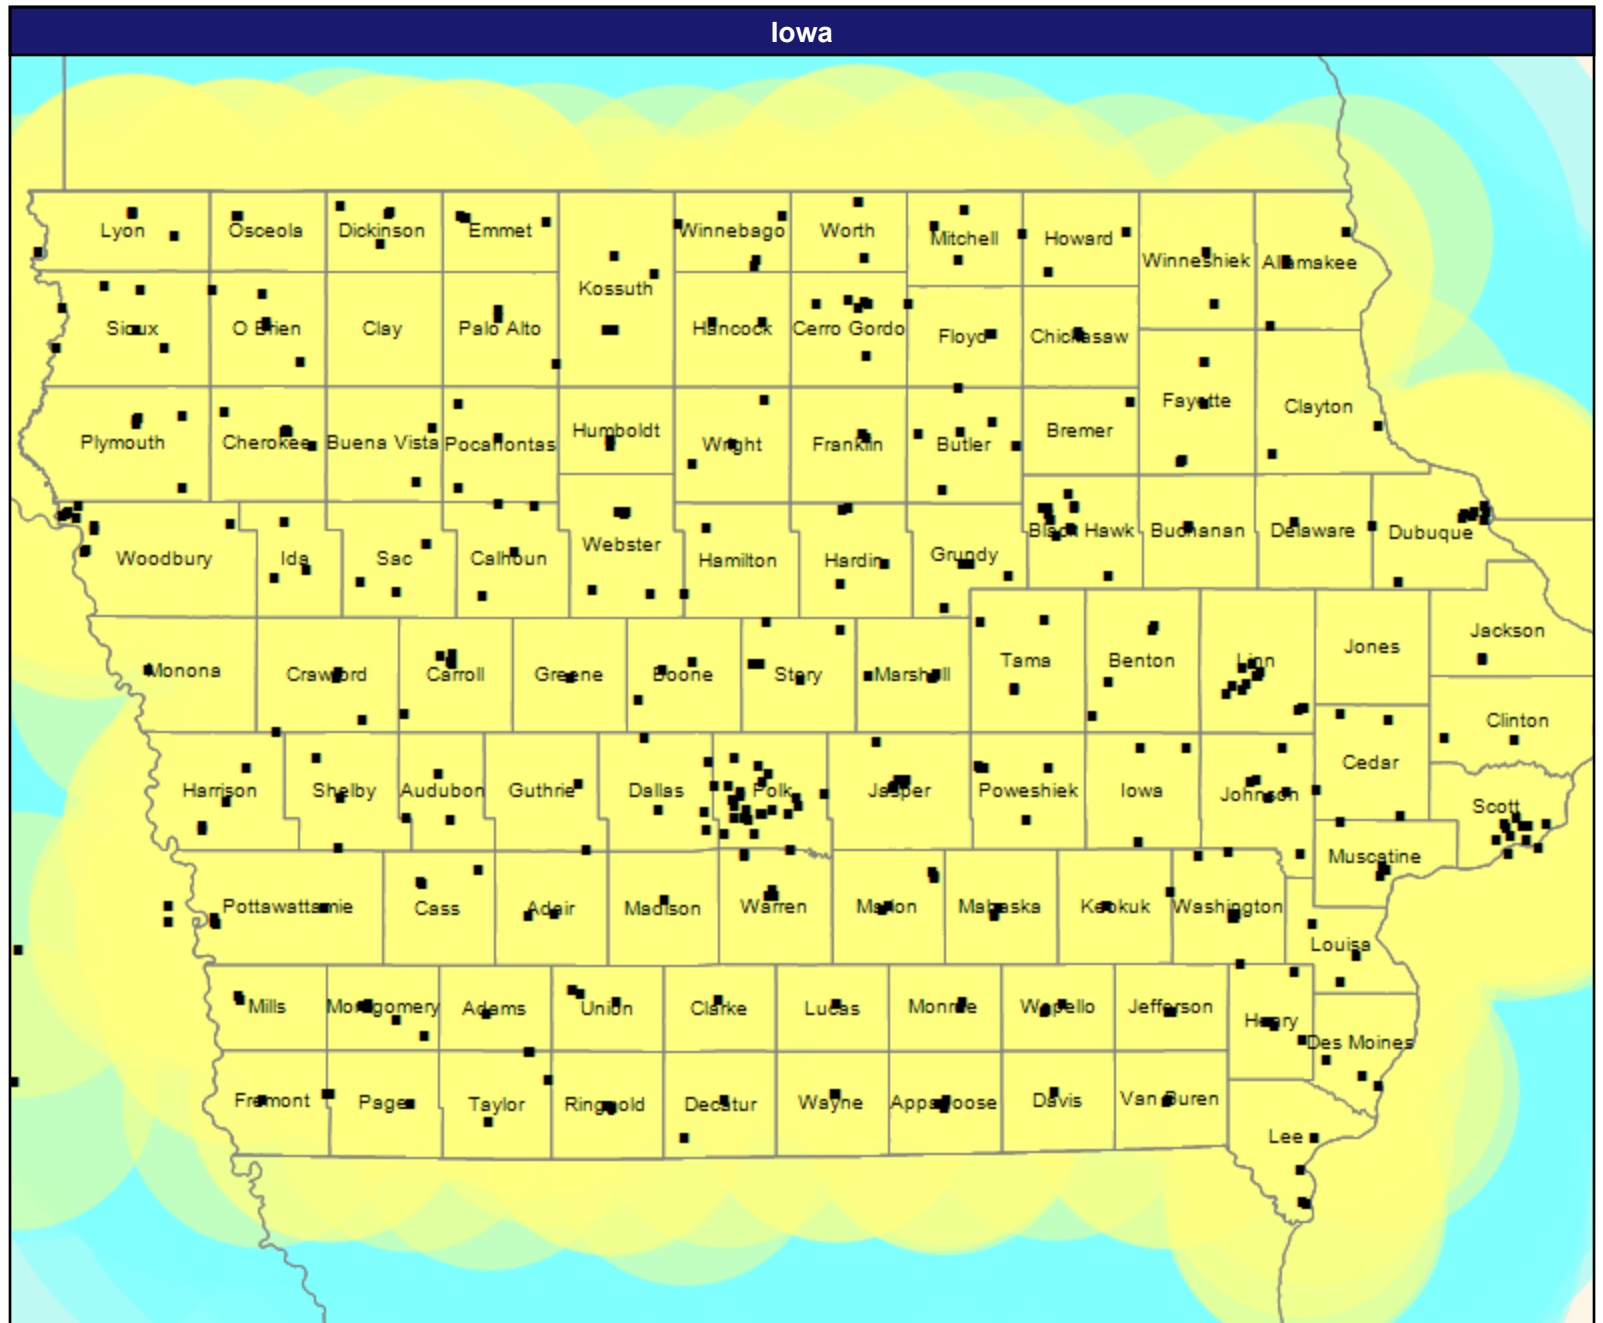 Iowa
Lyon
Osceola
Dickinson
Emmet
Winnebago
Worth
Mitchell
Howard
Winneshiek
Allamakee
Kossuth
Sioux
O Brien
Clay
Palo Alto
Hancock
Cerro Gordo
Floyd
Chickasaw
Plymouth
Cherokee
Buena Vista
Pocahontas
Humboldt
Wright
Franklin
Butler
Bremer
Fayette
Clayton
Woodbury
Ida
Sac
Calhoun
Webster
Hamilton
Hardin
Grundy
Black Hawk
Buchanan
Delaware
Dubuque
Monona
Crawford
Carroll
Greene
Boone
Story
Marshall
Tama
Benton
Linn
Jones
Jackson
Clinton
Harrison
Shelby
Audubon
Guthrie
Dallas
Polk
Jasper
Poweshiek
Iowa
Johnson
Cedar
Scott
Muscatine
Pottawattamie
Cass
Adair
Madison
Warren
Marion
Mahaska
Keokuk
Washington
Louisa
Mills
Montgomery
Adams
Union
Clarke
Lucas
Monroe
Wapello
Jefferson
Henry
Des Moines
Fremont
Page
Taylor
Ringgold
Decatur
Wayne
Appanoose
Davis
Van Buren
Lee